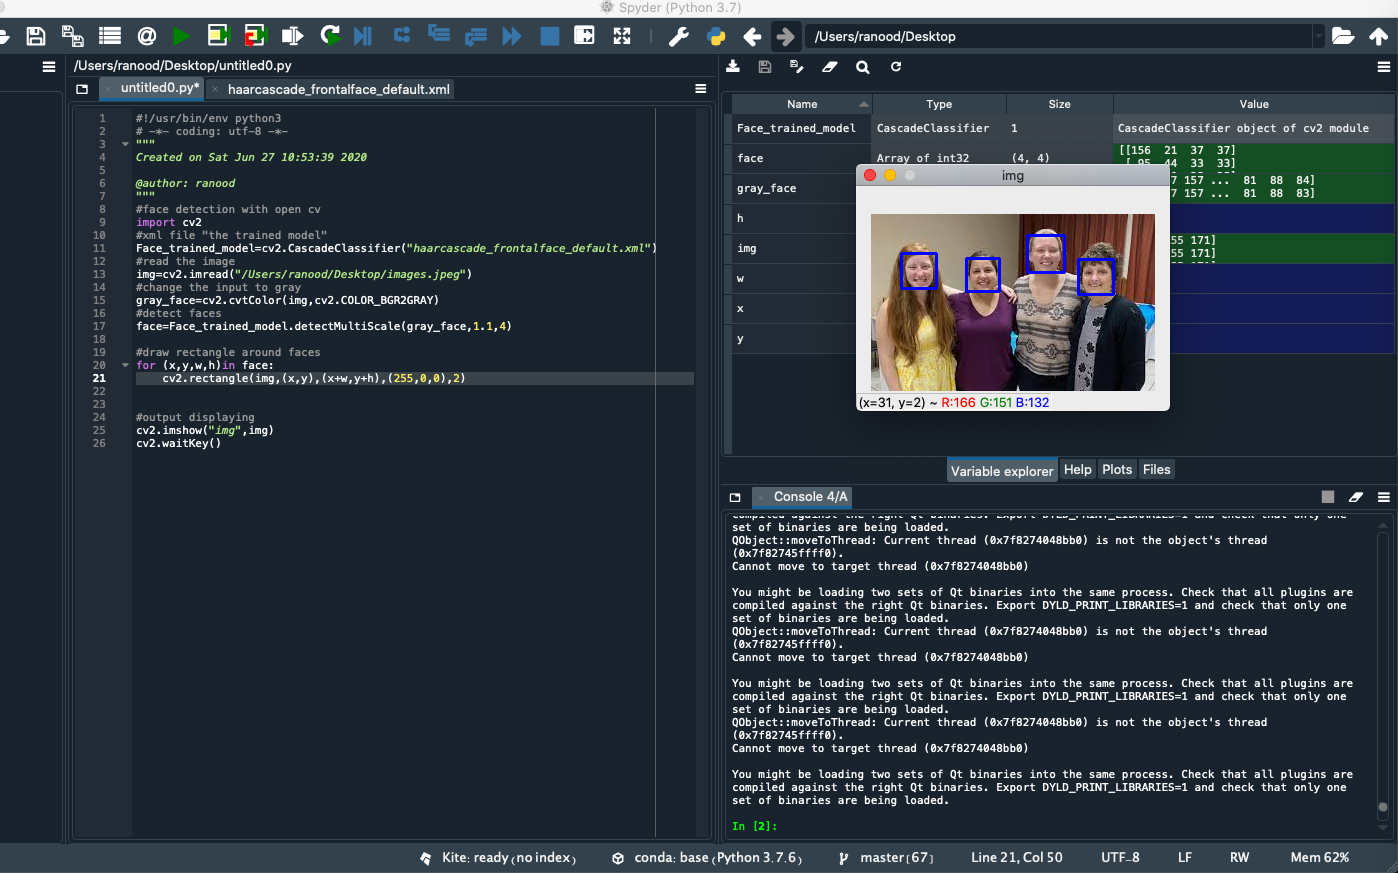 Spyder (Python 3.7)
/Users/ranood/Desktop
/Users/ranood/Desktop/untitled0.py
untitled0.py*
haarcascade_frontalface_default.xml
1 #!/usr/bin/env python3
2 # -*- coding: utf-8 -*-
3 """
4 Created on Sat Jun 27 10:53:39 2020
5
6 @author: ranood
7 """
8 #face detection with open cv
9 import cv2
10 #xml file "the trained model"
11 Face_trained_model=cv2.CascadeClassifier("haarcascade_frontalface_default.xml")
12 #read the image
13 img=cv2.imread("/Users/ranood/Desktop/images.jpeg")
14 #change the input to gray
15 gray_face=cv2.cvtColor(img,cv2.COLOR_BGR2GRAY)
16 #detect faces
17 face=Face_trained_model.detectMultiScale(gray_face,1.1,4)
18
19 #draw rectangle around faces
20 for (x,y,w,h)in face:
21 cv2.rectangle(img,(x,y),(x+w,y+h),(255,0,0),2)
22
23
24 #output displaying
25 cv2.imshow("img",img)
26 cv2.waitKey()
Name Type Size Value
Face_trained_model CascadeClassifier 1 CascadeClassifier object of cv2 module
face Array of int32 (4, 4) [[156 21 37 37]
[ 95 44 33 33]
gray_face 7 157 ... 81 88 84]
7 157 ... 81 88 83]
h
img 55 171]
55 171]
w
x
y
img
(x=31, y=2) ~ R:166 G:151 B:132
Variable explorer Help Plots Files
Console 4/A
compiled against the right Qt binaries. Export DYLD_PRINT_LIBRARIES=1 and check that only one
set of binaries are being loaded.
QObject::moveToThread: Current thread (0x7f8274048bb0) is not the object's thread
(0x7f82745ffff0).
Cannot move to target thread (0x7f8274048bb0)
You might be loading two sets of Qt binaries into the same process. Check that all plugins are
compiled against the right Qt binaries. Export DYLD_PRINT_LIBRARIES=1 and check that only one
set of binaries are being loaded.
QObject::moveToThread: Current thread (0x7f8274048bb0) is not the object's thread
(0x7f82745ffff0).
Cannot move to target thread (0x7f8274048bb0)
You might be loading two sets of Qt binaries into the same process. Check that all plugins are
compiled against the right Qt binaries. Export DYLD_PRINT_LIBRARIES=1 and check that only one
set of binaries are being loaded.
QObject::moveToThread: Current thread (0x7f8274048bb0) is not the object's thread
(0x7f82745ffff0).
Cannot move to target thread (0x7f8274048bb0)
You might be loading two sets of Qt binaries into the same process. Check that all plugins are
compiled against the right Qt binaries. Export DYLD_PRINT_LIBRARIES=1 and check that only one
set of binaries are being loaded.
In [2]:
Kite: ready (no index) conda: base (Python 3.7.6) master [67] Line 21, Col 50 UTF-8 LF RW Mem 62%